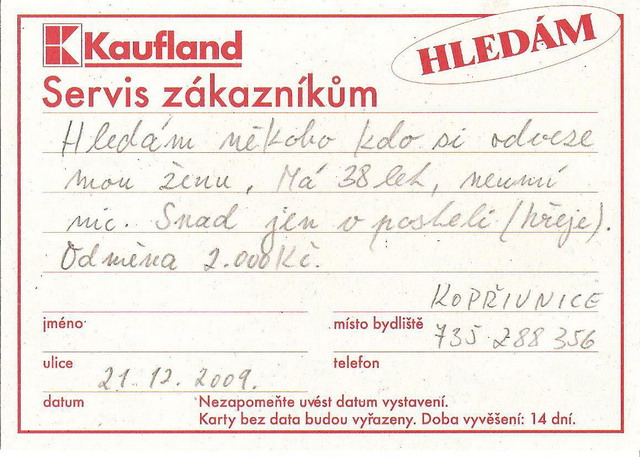 Kaufland
HLEDÁM
Servis zákazníkům
Hledám někoho kdo si odveze
mou ženu, Má 38 let, neumí
nic. Snad jen v posteli (hřeje).
Odměna 2.000Kč.
KOPŘIVNICE
jméno
místo bydliště
735 288 356
ulice
telefon
21.12.2009.
datum
Nezapomeňte uvést datum vystavení.
Karty bez data budou vyřazeny. Doba vyvěšení: 14 dní.